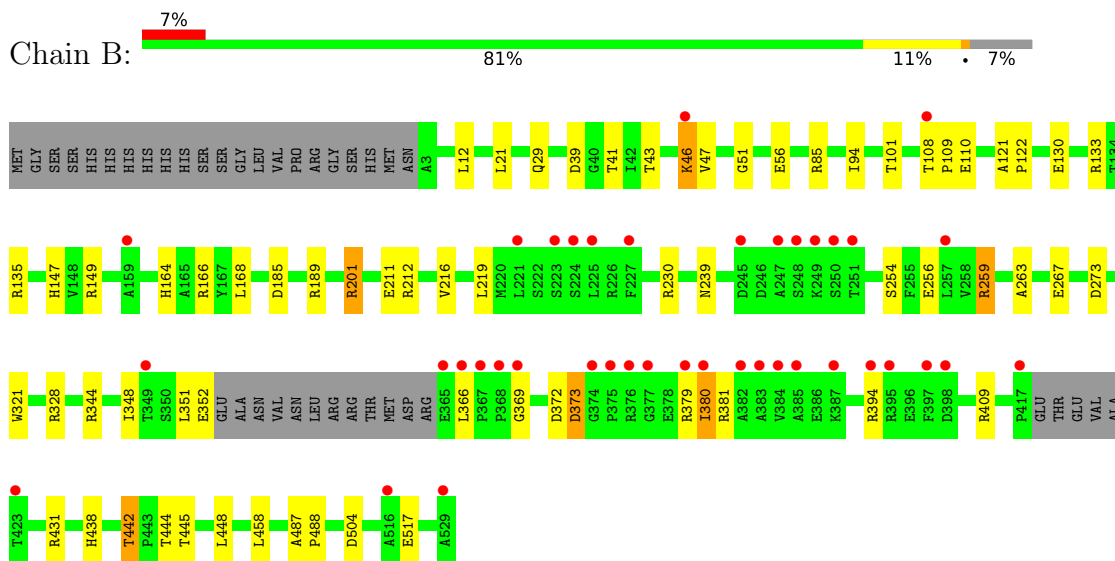 7%
Chain B:
81% 11% • 7%
MET GLY SER SER HIS HIS HIS HIS HIS HIS SER SER GLY LEU VAL PRO ARG GLY SER HIS MET ASN A3 L12 L21 Q29 D39 G40 T41 I42 T43 K46 V47 G51 E56 R85 I94 T101 T108 P109 E110 A121 P122 E130 R133 T134
R135 H147 V148 R149 A159 H164 A165 R166 Y167 L168 D185 R189 R201 E211 R212 V216 L219 M220 L221 S222 S223 S224 L225 R226 F227 R230 N239 D245 D246 A247 S248 K249 S250 T251 S254 F255 E256 L257 V258 R259 A263 E267 D273
W321 R328 R344 I348 T349 S350 L351 E352 GLU ALA ASN VAL ASN LEU ARG ARG THR MET ASP ARG E365 L366 P367 P368 G369 D372 D373 G374 P375 R376 G377 E378 R379 I380 R381 A382 A383 V384 A385 E386 K387 R394 R395 E396 F397 D398 R409 P417 GLU THR GLU VAL ALA
T423 R431 H438 T442 P443 T444 T445 L448 L458 A487 P488 D504 A516 E517 A529